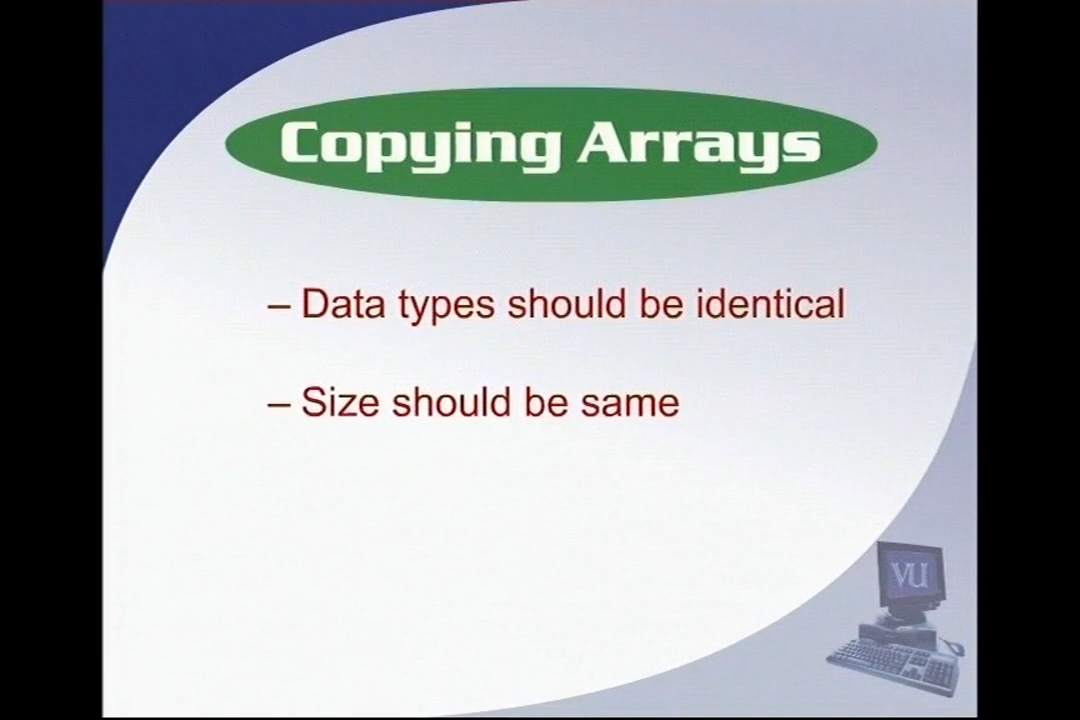 Copying Arrays
– Data types should be identical
– Size should be same
VU